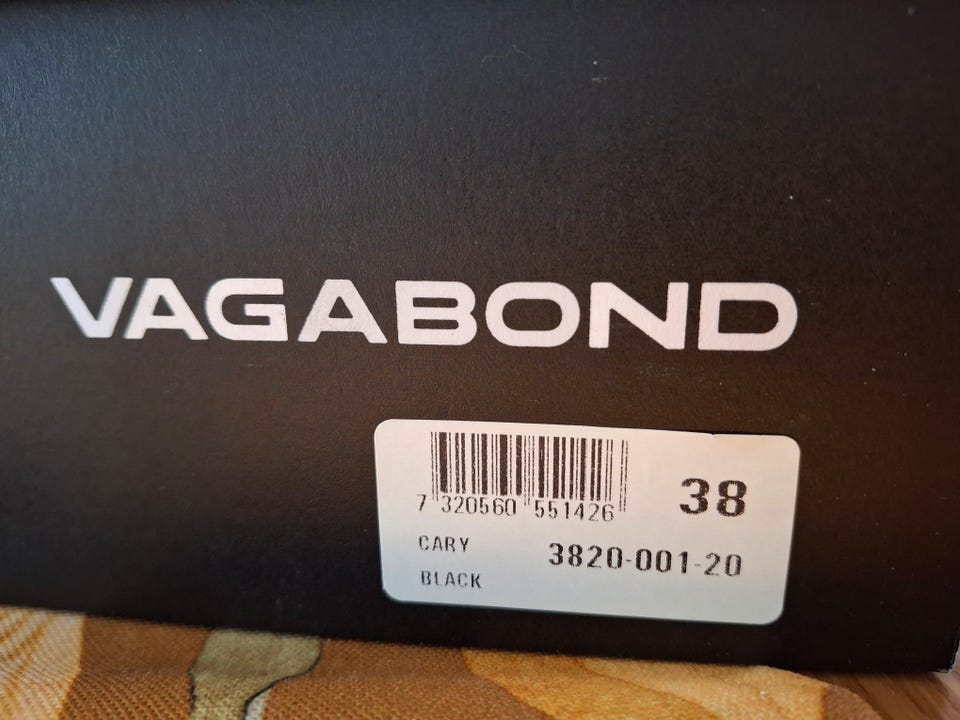 VAGABOND
7 320560 551426
38
CARY
3820-001-20
BLACK